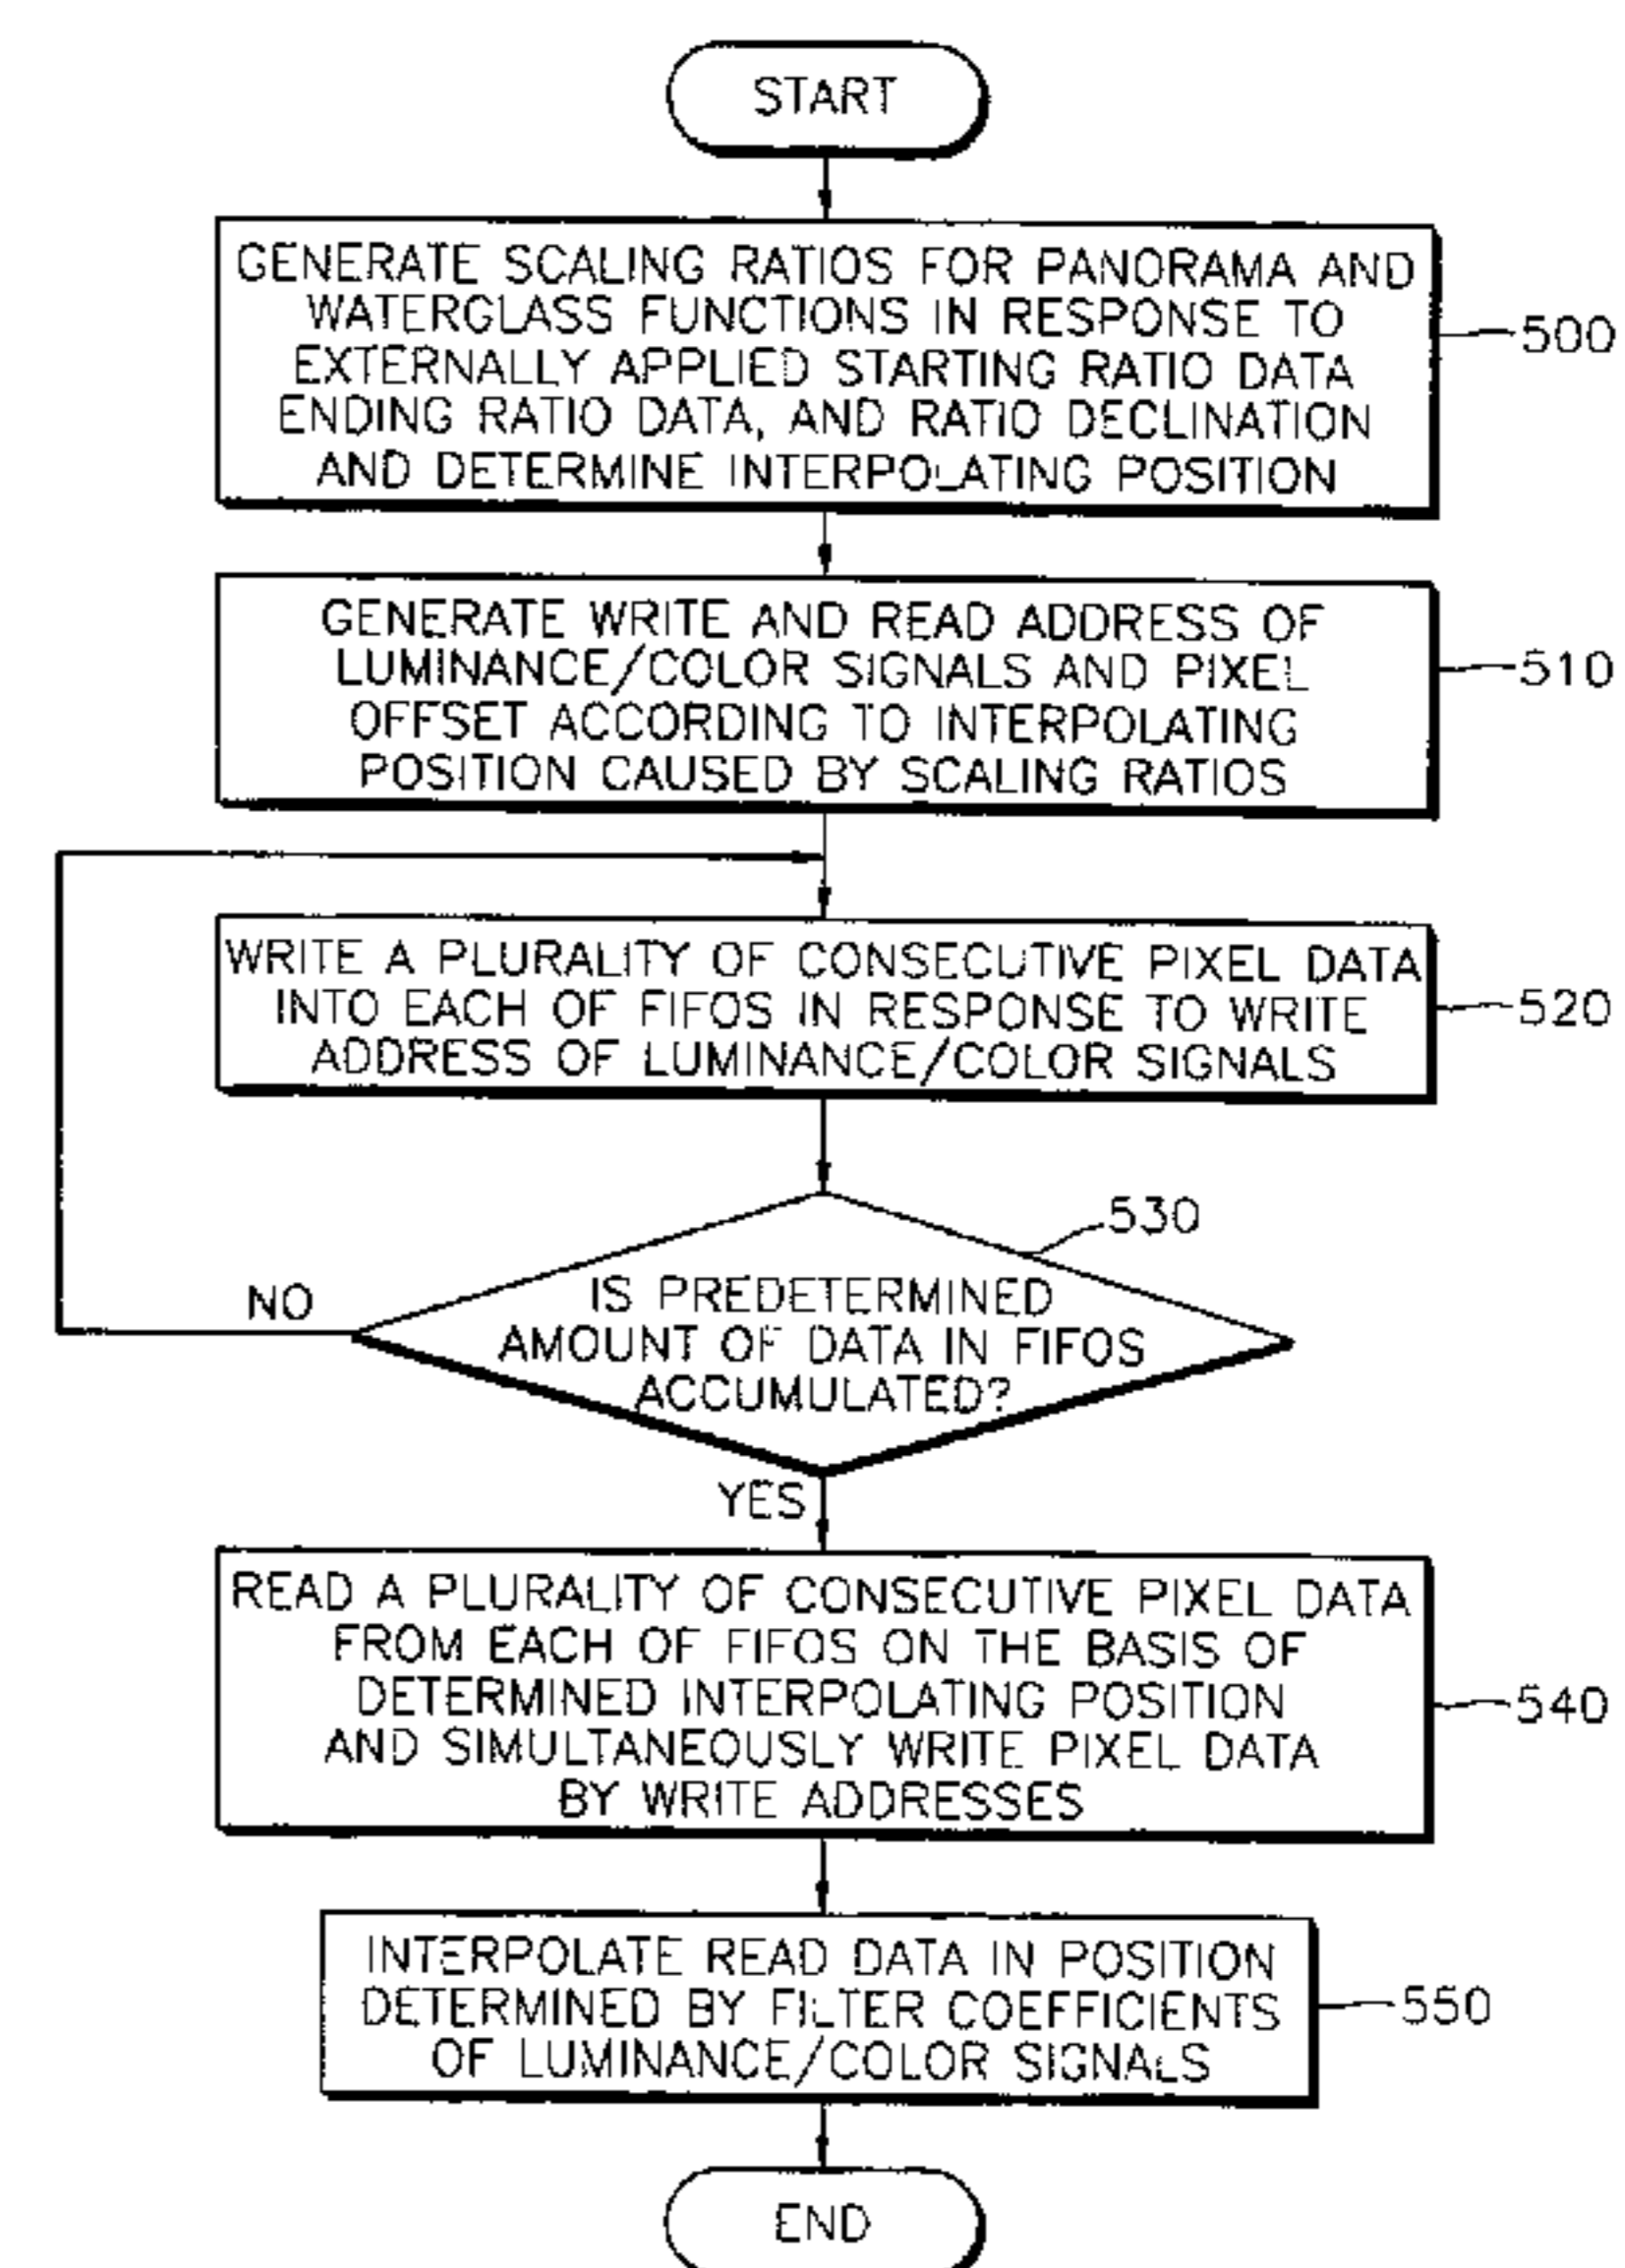 START
GENERATE SCALING RATIOS FOR PANORAMA AND
WATERGLASS FUNCTIONS IN RESPONSE TO
EXTERNALLY APPLIED STARTING RATIO DATA
ENDING RATIO DATA, AND RATIO DECLINATION
AND DETERMINE INTERPOLATING POSITION
500
GENERATE WRITE AND READ ADDRESS OF
LUMINANCE/COLOR SIGNALS AND PIXEL
OFFSET ACCORDING TO INTERPOLATING
POSITION CAUSED BY SCALING RATIOS
510
WRITE A PLURALITY OF CONSECUTIVE PIXEL DATA
INTO EACH OF FIFOS IN RESPONSE TO WRITE
ADDRESS OF LUMINANCE/COLOR SIGNALS
520
530
IS PREDETERMINED
AMOUNT OF DATA IN FIFOS
ACCUMULATED?
NO
YES
READ A PLURALITY OF CONSECUTIVE PIXEL DATA
FROM EACH OF FIFOS ON THE BASIS OF
DETERMINED INTERPOLATING POSITION
AND SIMULTANEOUSLY WRITE PIXEL DATA
BY WRITE ADDRESSES
540
INTERPOLATE READ DATA IN POSITION
DETERMINED BY FILTER COEFFICIENTS
OF LUMINANCE/COLOR SIGNALS
550
END